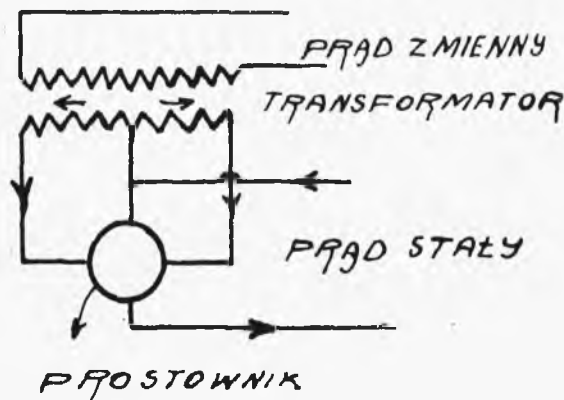 PRĄD ZMIENNY
TRANSFORMATOR
PRĄD STAŁY
PROSTOWNIK